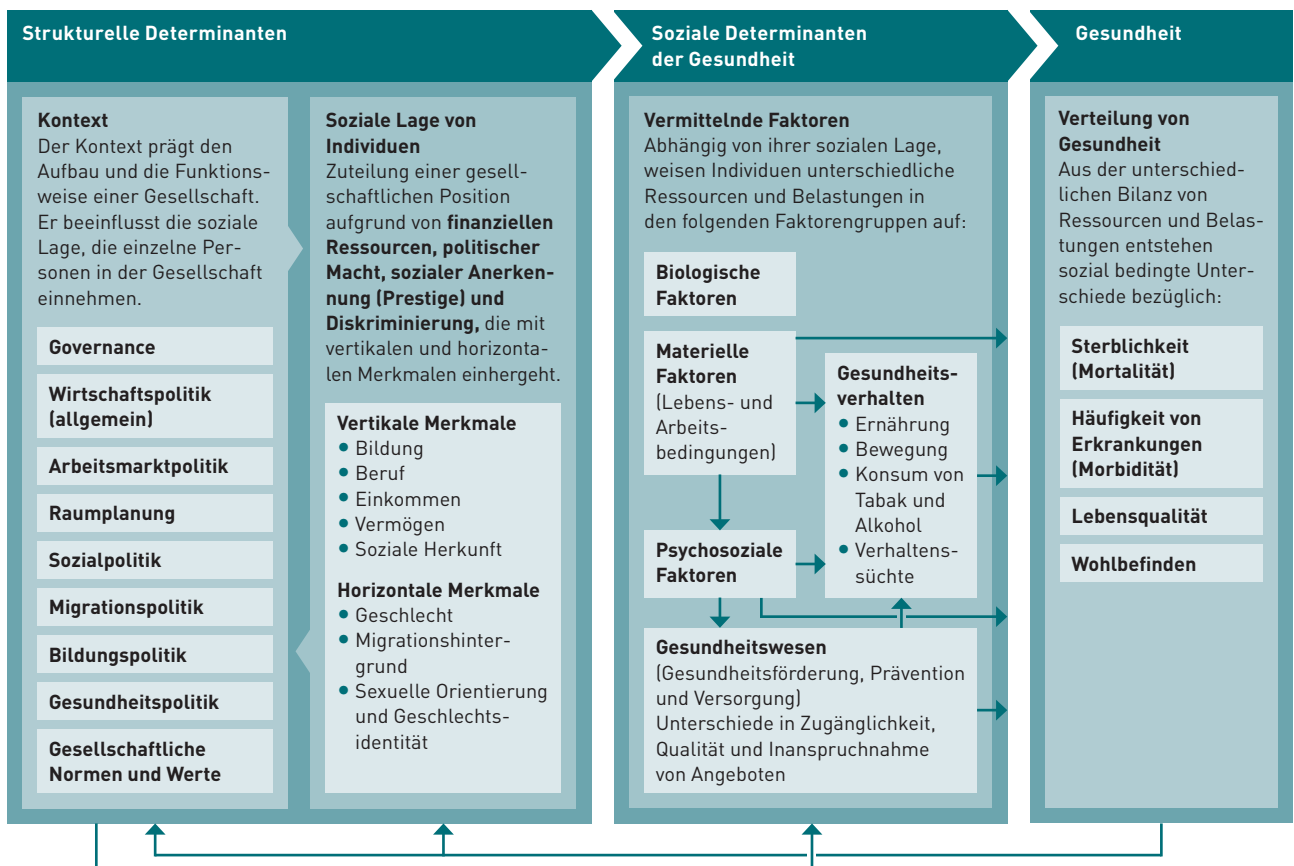 Strukturelle Determinanten
Soziale Determinanten
der Gesundheit
Gesundheit
Kontext
Der Kontext prägt den
Aufbau und die Funktions-
weise einer Gesellschaft.
Er beeinflusst die soziale
Lage, die einzelne Per-
sonen in der Gesellschaft
einnehmen.
Governance
Wirtschaftspolitik
(allgemein)
Arbeitsmarktpolitik
Raumplanung
Sozialpolitik
Migrationspolitik
Bildungspolitik
Gesundheitspolitik
Gesellschaftliche
Normen und Werte
Soziale Lage von
Individuen
Zuteilung einer gesell-
schaftlichen Position
aufgrund von finanziellen
Ressourcen, politischer
Macht, sozialer Anerken-
nung (Prestige) und
Diskriminierung, die mit
vertikalen und horizonta-
len Merkmalen einhergeht.
Vertikale Merkmale
• Bildung
• Beruf
• Einkommen
• Vermögen
• Soziale Herkunft
Horizontale Merkmale
• Geschlecht
• Migrationshinter-
grund
• Sexuelle Orientierung
und Geschlechts-
identität
Vermittelnde Faktoren
Abhängig von ihrer sozialen Lage,
weisen Individuen unterschiedliche
Ressourcen und Belastungen in
den folgenden Faktorengruppen auf:
Biologische
Faktoren
Materielle
Faktoren
(Lebens- und
Arbeits-
bedingungen)
Psychosoziale
Faktoren
Gesundheits-
verhalten
• Ernährung
• Bewegung
• Konsum von
Tabak und
Alkohol
• Verhaltens-
süchte
Gesundheitswesen
(Gesundheitsförderung, Prävention
und Versorgung)
Unterschiede in Zugänglichkeit,
Qualität und Inanspruchnahme
von Angeboten
Verteilung von
Gesundheit
Aus der unterschied-
lichen Bilanz von
Ressourcen und Belas-
tungen entstehen
sozial bedingte Unter-
schiede bezüglich:
Sterblichkeit
(Mortalität)
Häufigkeit von
Erkrankungen
(Morbidität)
Lebensqualität
Wohlbefinden